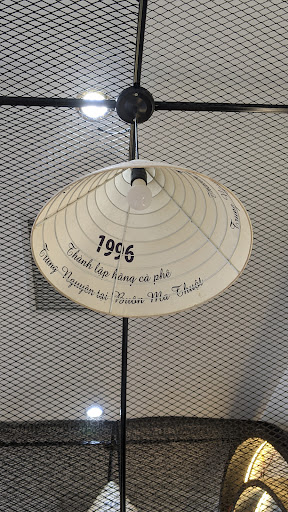 1996
Thành lập hãng cà phê
Trung Nguyên tại Buôn Ma Thuột